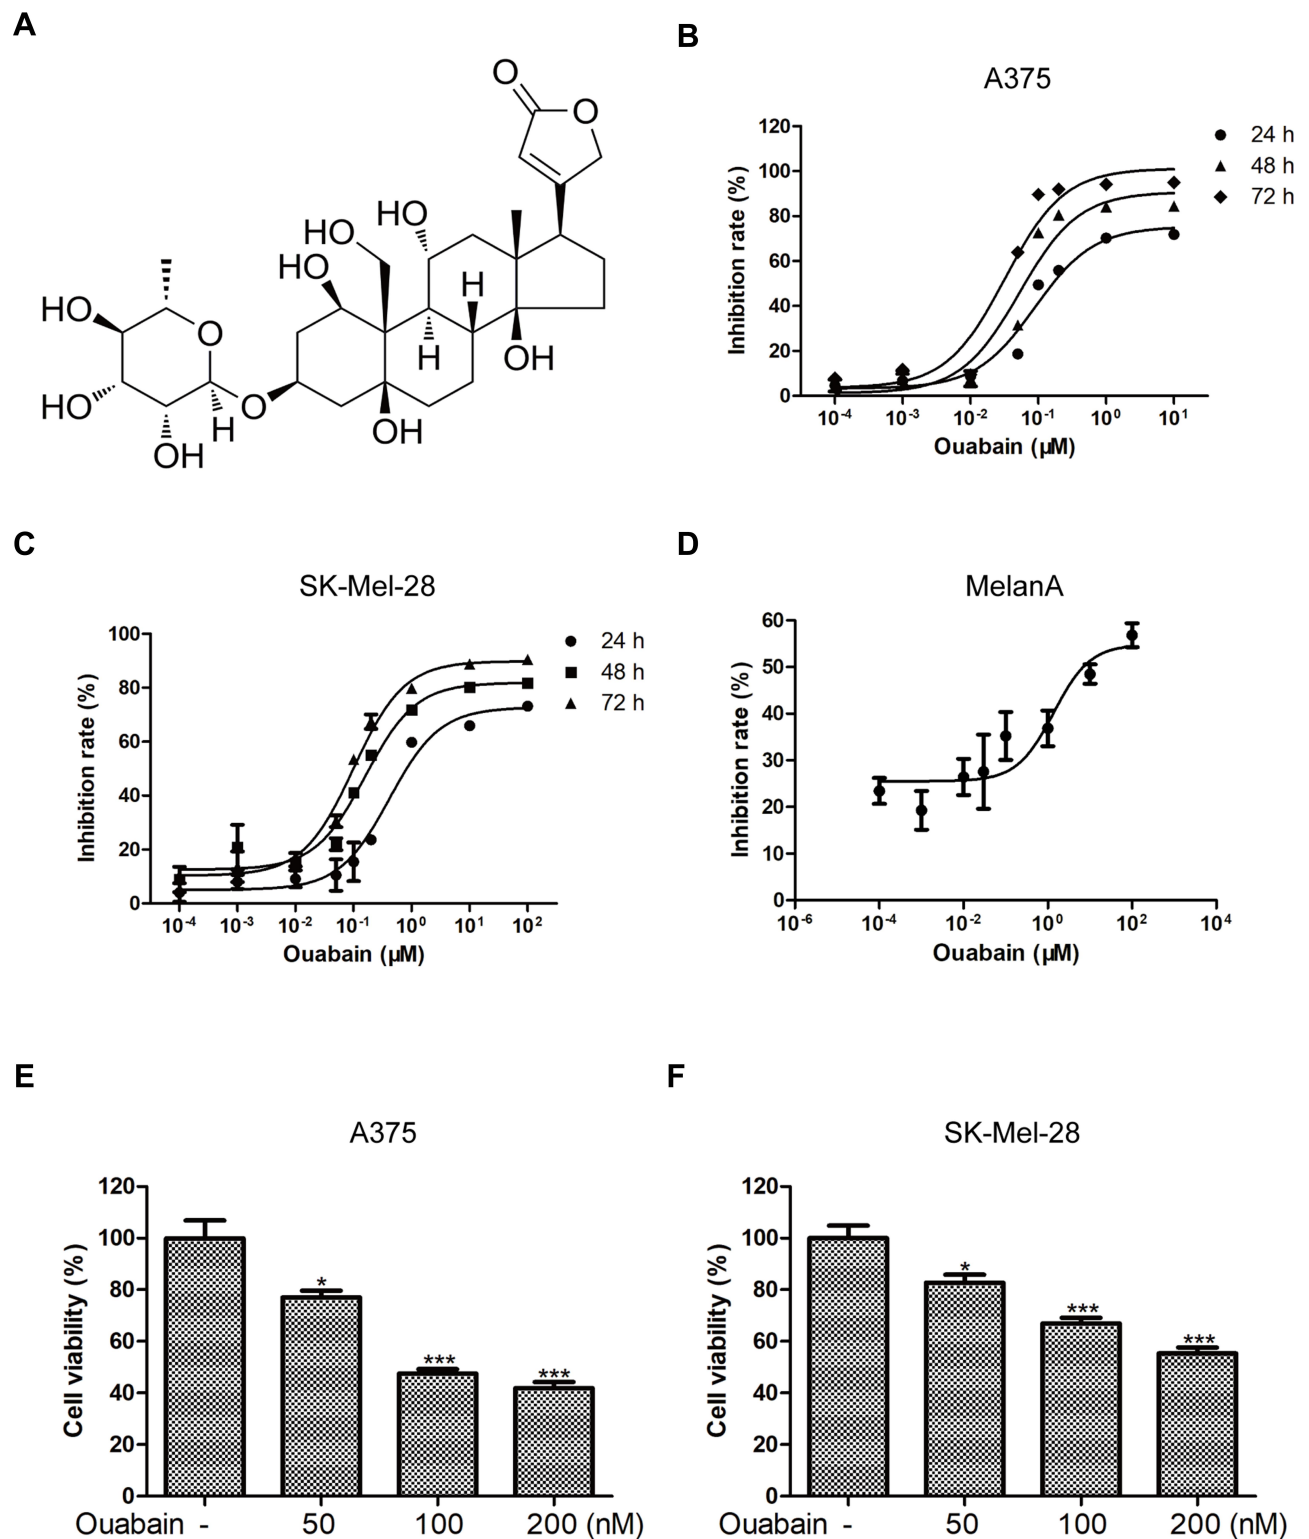 A
O
O
HO
HO
HO
H
HO
O
HO
O
H
OH
H
OH
OH
B
A375
Inhibition rate (%)
120
100
80
60
40
20
0
10⁻⁴ 10⁻³ 10⁻² 10⁻¹ 10⁰ 10¹
Ouabain (µM)
24 h
48 h
72 h
C
SK-Mel-28
Inhibition rate (%)
100
80
60
40
20
0
10⁻⁴ 10⁻³ 10⁻² 10⁻¹ 10⁰ 10¹ 10²
Ouabain (µM)
24 h
48 h
72 h
D
MelanA
Inhibition rate (%)
60
50
40
30
20
10
0
10⁻⁶ 10⁻⁴ 10⁻² 10⁰ 10² 10⁴
Ouabain (µM)
E
A375
Cell viability (%)
120
100
80
60
40
20
0
*
***
***
Ouabain - 50 100 200 (nM)
F
SK-Mel-28
Cell viability (%)
120
100
80
60
40
20
0
*
***
***
Ouabain - 50 100 200 (nM)